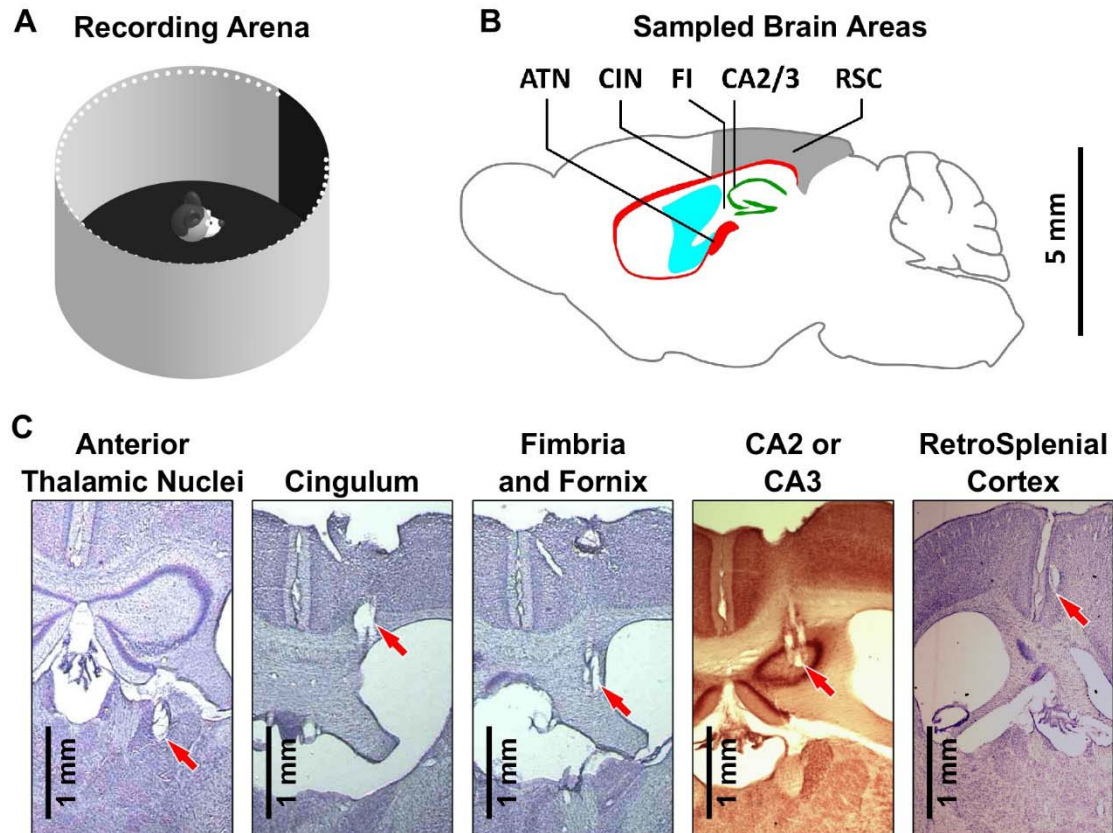 A
Recording Arena
B
Sampled Brain Areas
ATN CIN FI CA2/3 RSC
5 mm
C
Anterior
Thalamic Nuclei
Cingulum
Fimbria
and Fornix
CA2 or
CA3
RetroSplenial
Cortex
1 mm
1 mm
1 mm
1 mm
1 mm